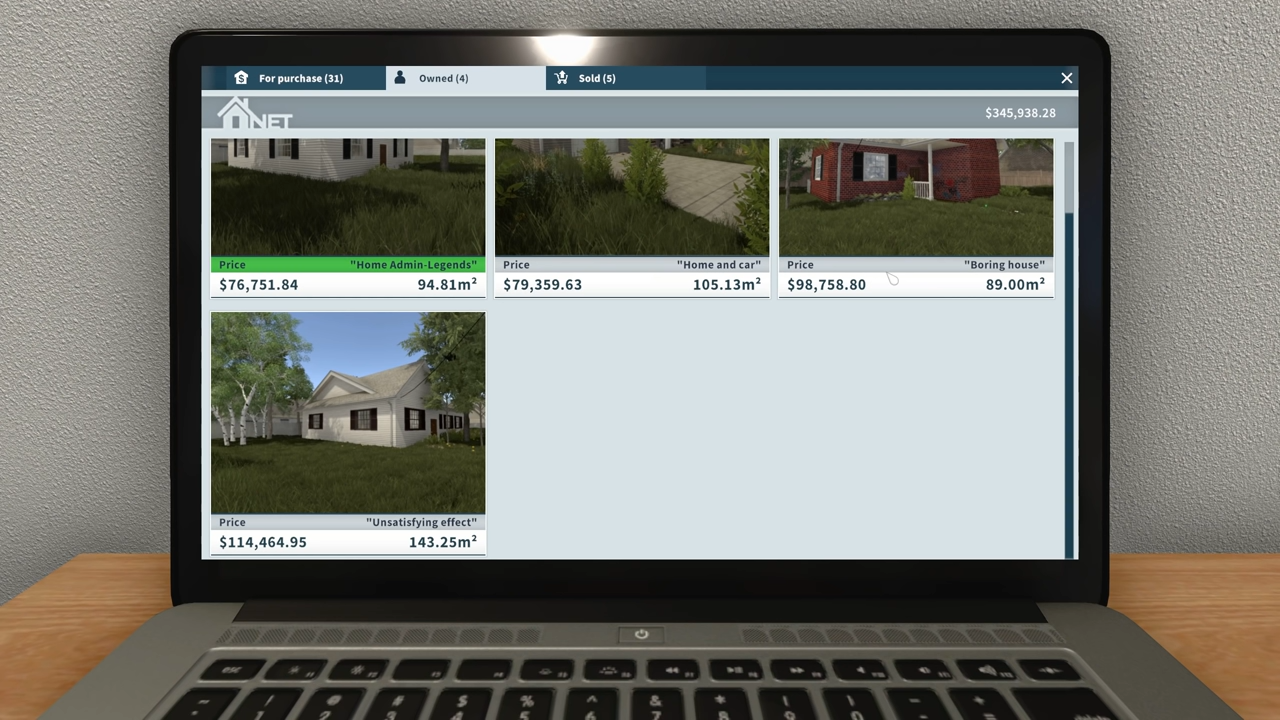 For purchase (31)
Owned (4)
Sold (5)
NET
$345,938.28
Price "Home Admin-Legends"
$76,751.84 94.81m²
Price "Home and car"
$79,359.63 105.13m²
Price "Boring house"
$98,758.80 89.00m²
Price "Unsatisfying effect"
$114,464.95 143.25m²
esc